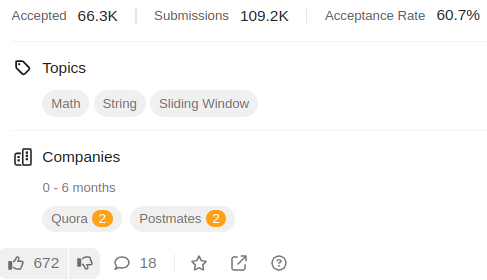 Accepted 66.3K Submissions 109.2K Acceptance Rate 60.7%
Topics
Math String Sliding Window
Companies
0 - 6 months
Quora 2 Postmates 2
672 18